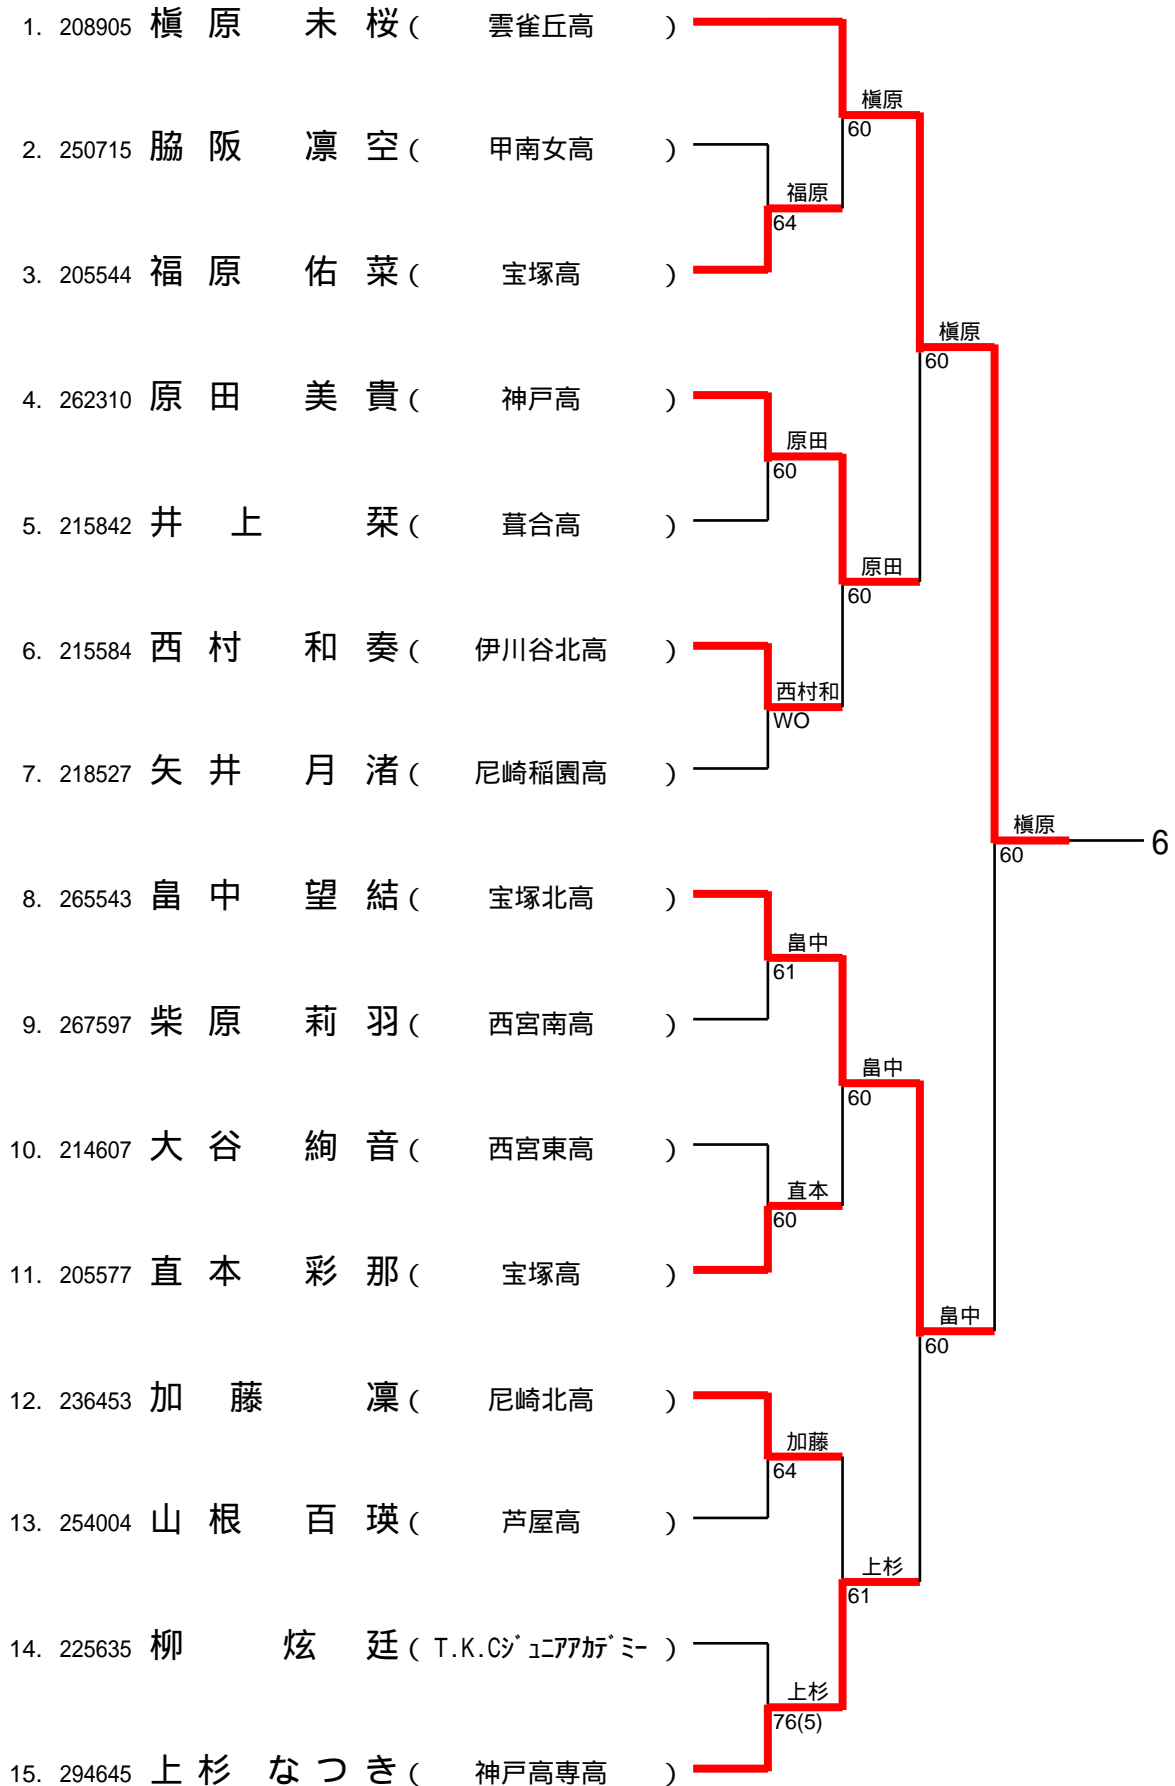 1. 208905 槇原 未桜 ( 雲雀丘高 )
槇原
60
2. 250715 脇阪 凛空 ( 甲南女高 )
福原
64
3. 205544 福原 佑菜 ( 宝塚高 )
槇原
60
4. 262310 原田 美貴 ( 神戸高 )
原田
60
5. 215842 井上 栞 ( 葺合高 )
原田
60
6. 215584 西村 和奏 ( 伊川谷北高 )
西村和
WO
7. 218527 矢井 月渚 ( 尼崎稲園高 )
槇原
60
6
8. 265543 畠中 望結 ( 宝塚北高 )
畠中
61
9. 267597 柴原 莉羽 ( 西宮南高 )
畠中
60
10. 214607 大谷 絢音 ( 西宮東高 )
直本
60
11. 205577 直本 彩那 ( 宝塚高 )
畠中
60
12. 236453 加藤 凜 ( 尼崎北高 )
加藤
64
13. 254004 山根 百瑛 ( 芦屋高 )
上杉
61
14. 225635 柳 炫廷 ( T.K.Cジュニアアカデミー )
上杉
76(5)
15. 294645 上杉 なつき ( 神戸高専高 )